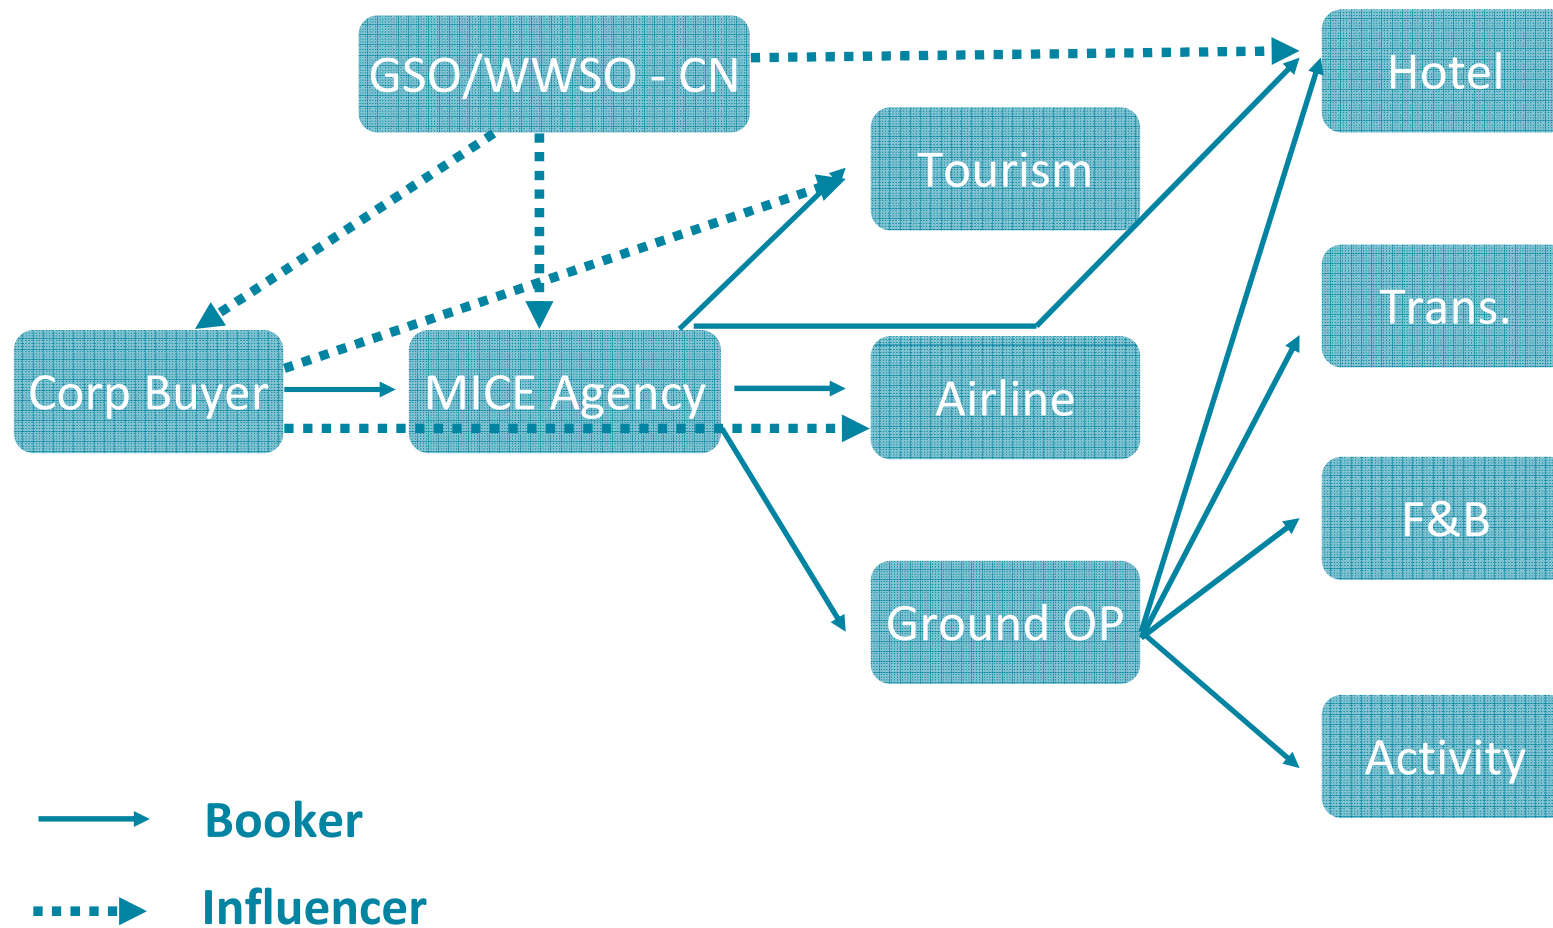 GSO/WWSO - CN
Hotel
Tourism
Trans.
Corp Buyer
MICE Agency
Airline
F&B
Ground OP
Activity
Booker
Influencer